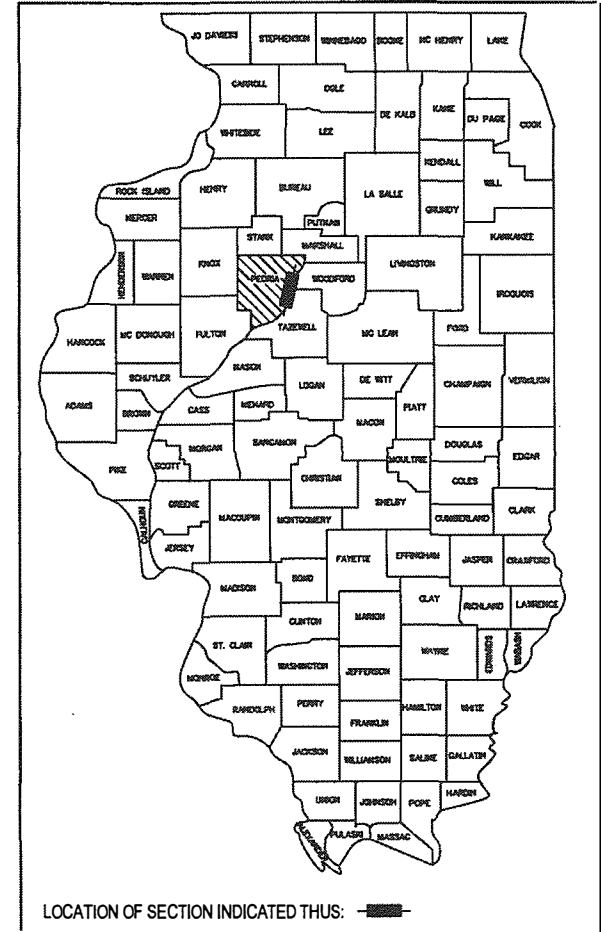 JO DAVIESS STEPHENSON WINNEBAGO BOONE MC HENRY LAKE
CARROLL OGLE DE KALB KANE DU PAGE COOK
WHITESIDE LEE
KENDALL WILL
ROCK ISLAND HENRY BUREAU LA SALLE GRUNDY
MERCER PUTNAM
STARK MARSHALL KANKAKEE
HENDERSON WARREN KNOX PEORIA WOODFORD LIVINGSTON
IROQUOIS
HANCOCK MC DONOUGH FULTON TAZEWELL MC LEAN FORD
MASON
SCHUYLER LOGAN DE WITT CHAMPAIGN VERMILION
ADAMS BROWN CASS MENARD PIATT
MACON
MORGAN SANGAMON DOUGLAS EDGAR
PIKE SCOTT CHRISTIAN MOULTRIE COLES
SHELBY
GREENE MACOUPIN MONTGOMERY CUMBERLAND CLARK
CALHOUN JERSEY
FAYETTE EFFINGHAM JASPER CRAWFORD
MADISON BOND
CLAY RICHLAND LAWRENCE
CLINTON MARION
ST. CLAIR WAYNE EDWARDS WABASH
WASHINGTON JEFFERSON
MONROE
RANDOLPH PERRY HAMILTON WHITE
FRANKLIN
JACKSON WILLIAMSON SALINE GALLATIN
UNION JOHNSON POPE HARDIN
ALEXANDER PULASKI MASSAC
LOCATION OF SECTION INDICATED THUS: